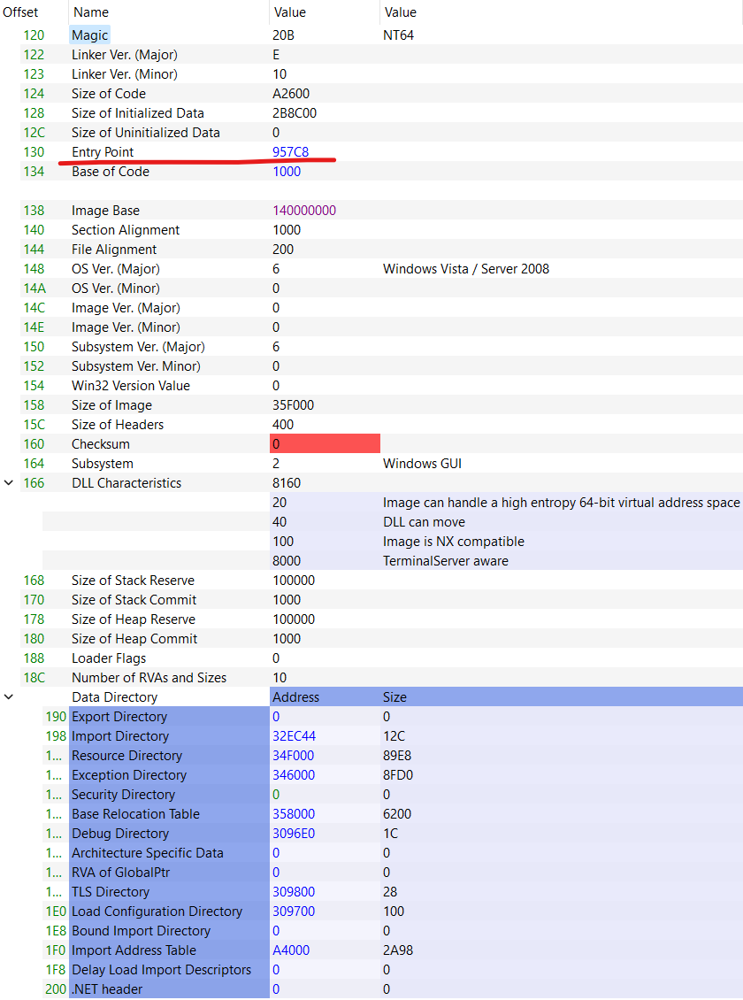 Offset Name Value Value
120 Magic 20B NT64
122 Linker Ver. (Major) E
123 Linker Ver. (Minor) 10
124 Size of Code A2600
128 Size of Initialized Data 2B8C00
12C Size of Uninitialized Data 0
130 Entry Point 957C8
134 Base of Code 1000
138 Image Base 140000000
140 Section Alignment 1000
144 File Alignment 200
148 OS Ver. (Major) 6 Windows Vista / Server 2008
14A OS Ver. (Minor) 0
14C Image Ver. (Major) 0
14E Image Ver. (Minor) 0
150 Subsystem Ver. (Major) 6
152 Subsystem Ver. Minor) 0
154 Win32 Version Value 0
158 Size of Image 35F000
15C Size of Headers 400
160 Checksum 0
164 Subsystem 2 Windows GUI
166 DLL Characteristics 8160
20 Image can handle a high entropy 64-bit virtual address space
40 DLL can move
100 Image is NX compatible
8000 TerminalServer aware
168 Size of Stack Reserve 100000
170 Size of Stack Commit 1000
178 Size of Heap Reserve 100000
180 Size of Heap Commit 1000
188 Loader Flags 0
18C Number of RVAs and Sizes 10
Data Directory Address Size
190 Export Directory 0 0
198 Import Directory 32EC44 12C
1... Resource Directory 34F000 89E8
1... Exception Directory 346000 8FD0
1... Security Directory 0 0
1... Base Relocation Table 358000 6200
1... Debug Directory 3096E0 1C
1... Architecture Specific Data 0 0
1... RVA of GlobalPtr 0 0
1... TLS Directory 309800 28
1E0 Load Configuration Directory 309700 100
1E8 Bound Import Directory 0 0
1F0 Import Address Table A4000 2A98
1F8 Delay Load Import Descriptors 0 0
200 .NET header 0 0